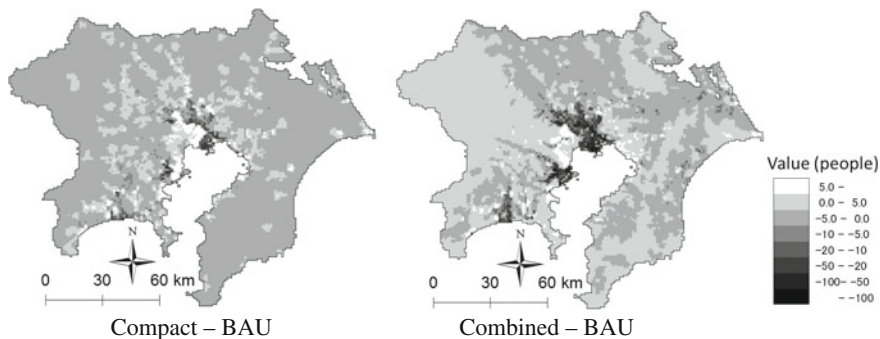 N
0 30 60 km
Compact – BAU
N
0 30 60 km
Combined – BAU
Value (people)
5.0 –
0.0 5.0
−5.0 0.0
−10 −5.0
−20 −10
−50 −20
−100 −50
−100